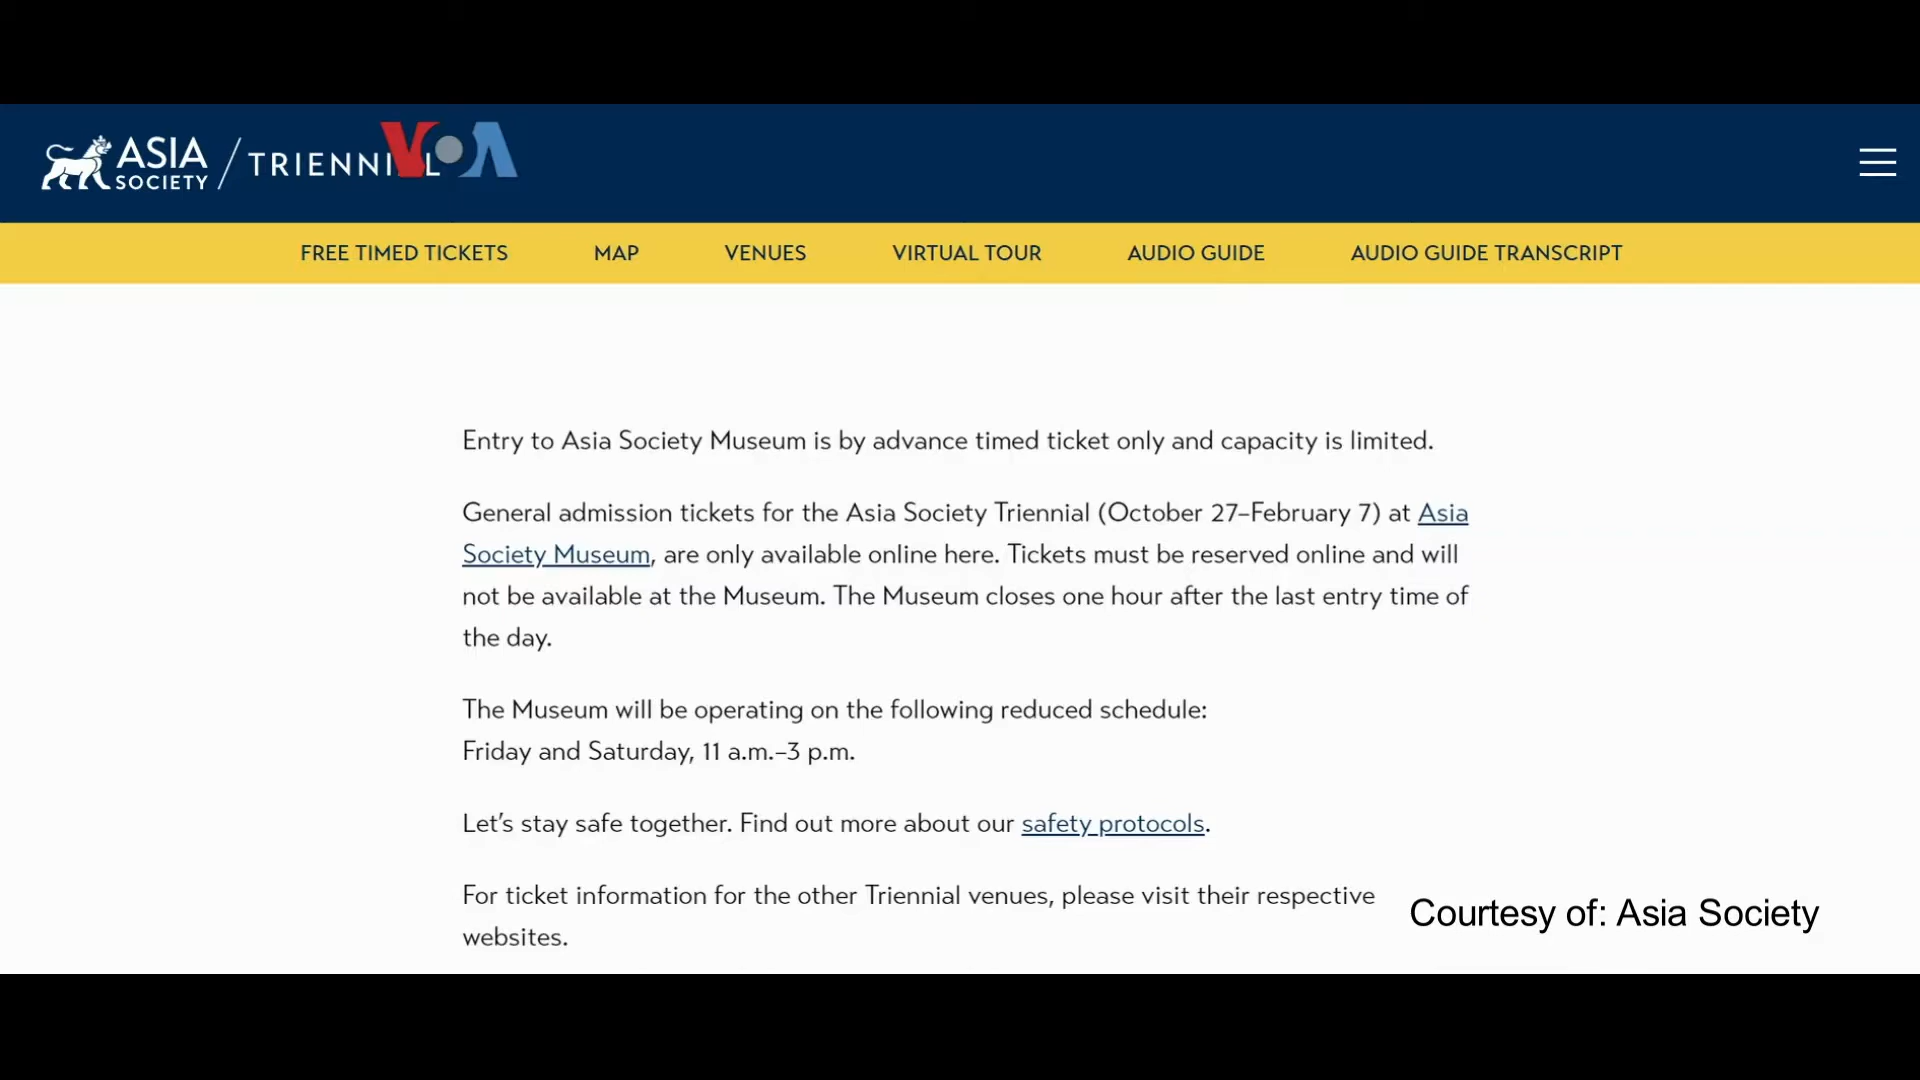 ASIA
SOCIETY
/ TRIENNI L
VOA
FREE TIMED TICKETS
MAP
VENUES
VIRTUAL TOUR
AUDIO GUIDE
AUDIO GUIDE TRANSCRIPT
Entry to Asia Society Museum is by advance timed ticket only and capacity is limited.
General admission tickets for the Asia Society Triennial (October 27–February 7) at Asia
Society Museum, are only available online here. Tickets must be reserved online and will
not be available at the Museum. The Museum closes one hour after the last entry time of
the day.
The Museum will be operating on the following reduced schedule:
Friday and Saturday, 11 a.m.–3 p.m.
Let’s stay safe together. Find out more about our safety protocols.
For ticket information for the other Triennial venues, please visit their respective
websites.
Courtesy of: Asia Society